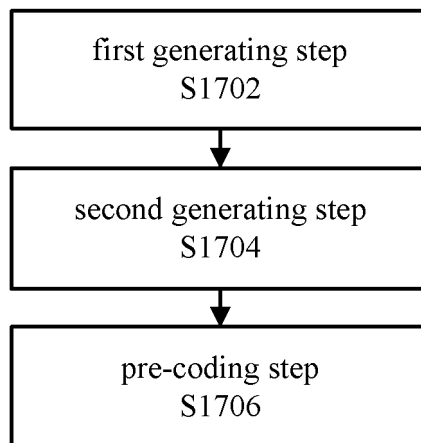 first generating step
S1702
second generating step
S1704
pre-coding step
S1706